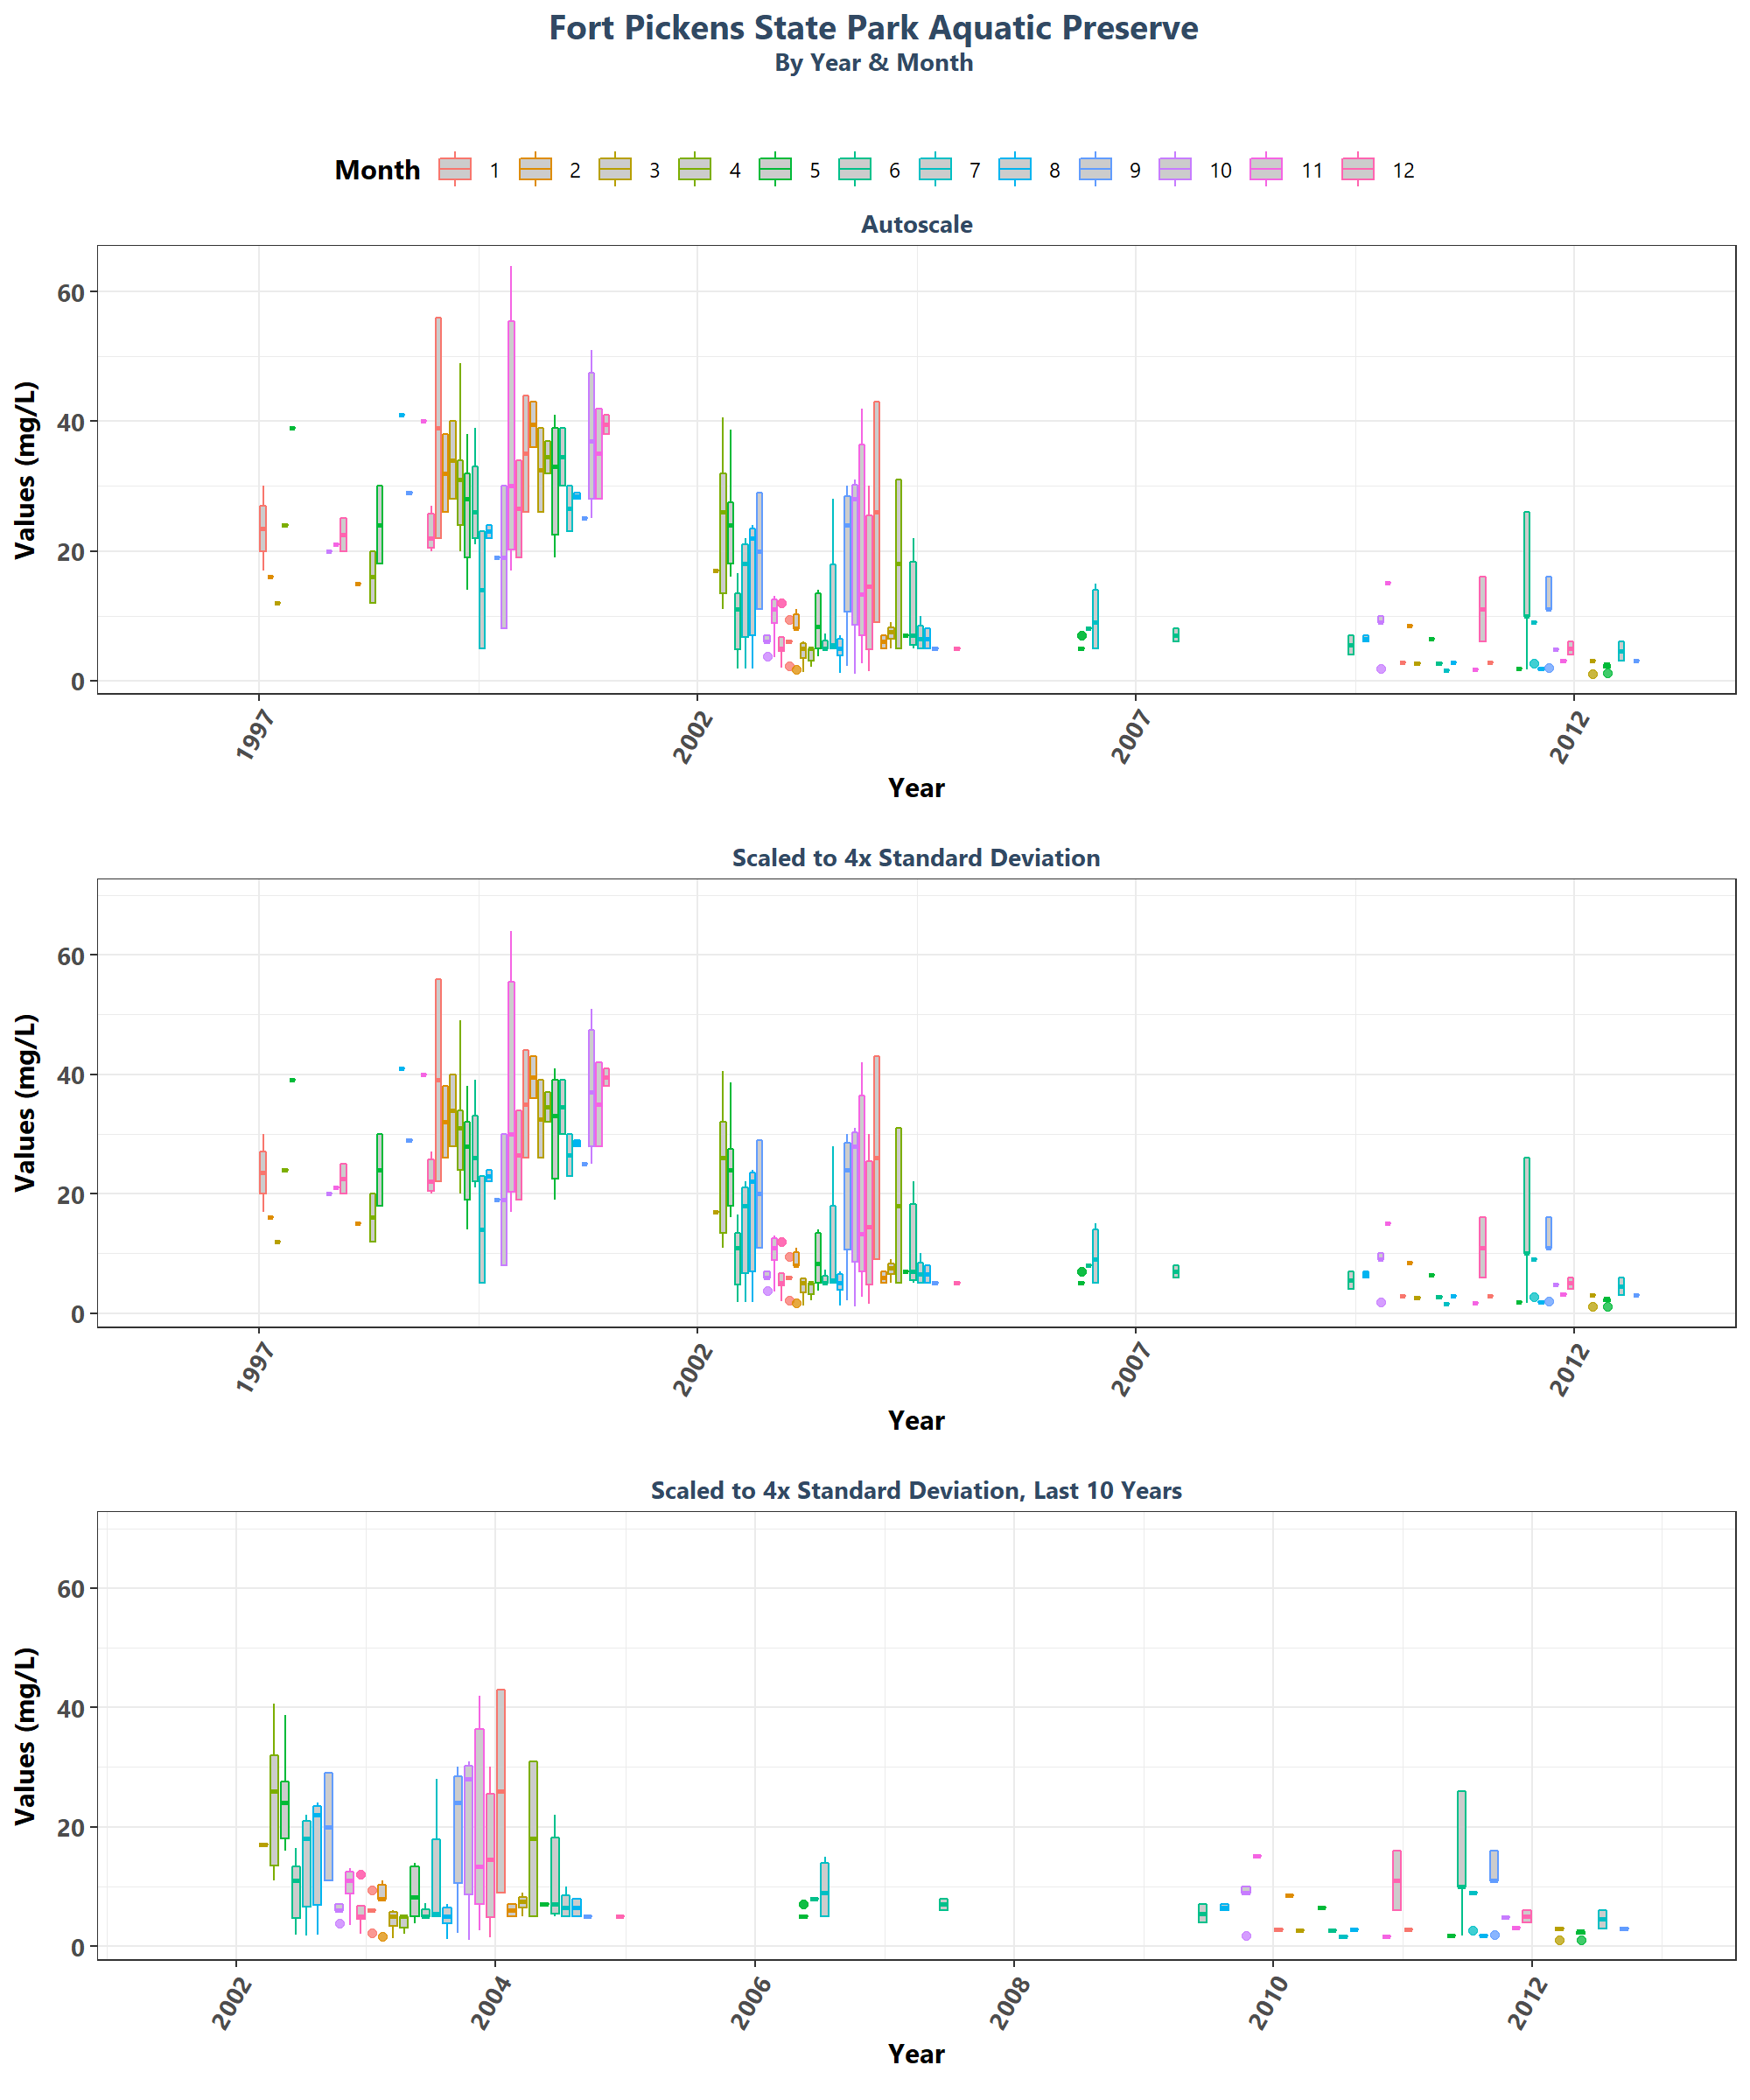 Fort Pickens State Park Aquatic Preserve
By Year & Month
Month 1 2 3 4 5 6 7 8 9 10 11 12
Autoscale
Values (mg/L)
60
40
20
0
1997 2002 2007 2012
Year
Scaled to 4x Standard Deviation
Values (mg/L)
60
40
20
0
1997 2002 2007 2012
Year
Scaled to 4x Standard Deviation, Last 10 Years
Values (mg/L)
60
40
20
0
2002 2004 2006 2008 2010 2012
Year